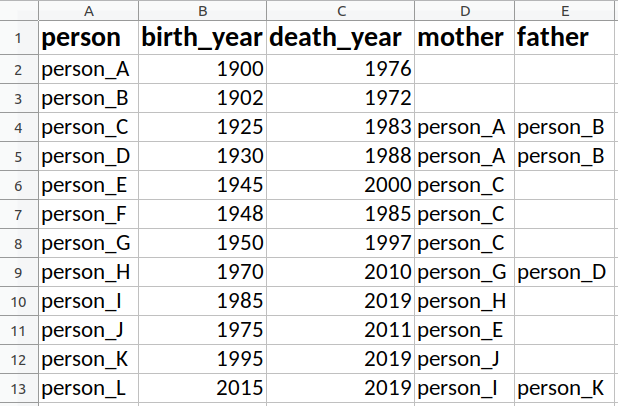 A B C D E
1 person birth_year death_year mother father
2 person_A 1900 1976
3 person_B 1902 1972
4 person_C 1925 1983 person_A person_B
5 person_D 1930 1988 person_A person_B
6 person_E 1945 2000 person_C
7 person_F 1948 1985 person_C
8 person_G 1950 1997 person_C
9 person_H 1970 2010 person_G person_D
10 person_I 1985 2019 person_H
11 person_J 1975 2011 person_E
12 person_K 1995 2019 person_J
13 person_L 2015 2019 person_I person_K